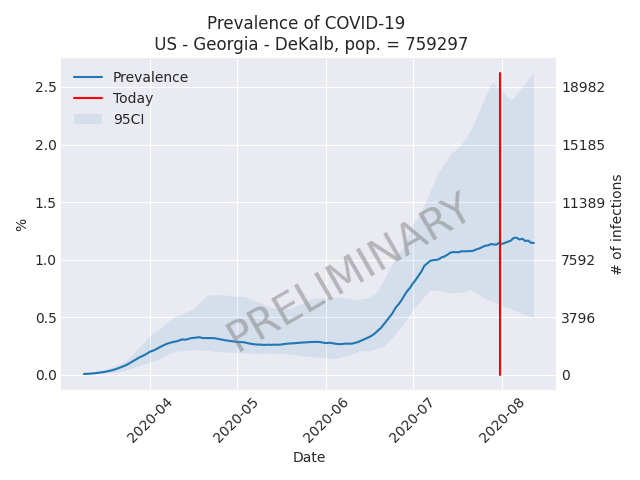 Prevalence of COVID-19
US - Georgia - DeKalb, pop. = 759297
Prevalence
Today
95CI
2.5
2.0
1.5
1.0
0.5
0.0
%
18982
15185
11389
7592
3796
0
# of infections
PRELIMINARY
2020-04
2020-05
2020-06
2020-07
2020-08
Date